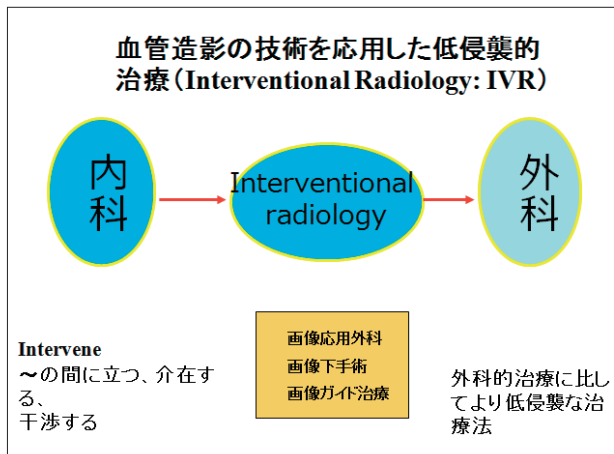 血管造影の技術を応用した低侵襲的
治療(Interventional Radiology: IVR)
内
科
Interventional
radiology
外
科
画像応用外科
画像下手術
画像ガイド治療
Intervene
～の間に立つ、介在す
る、
干渉する
外科的治療に比し
てより低侵襲な治
療法